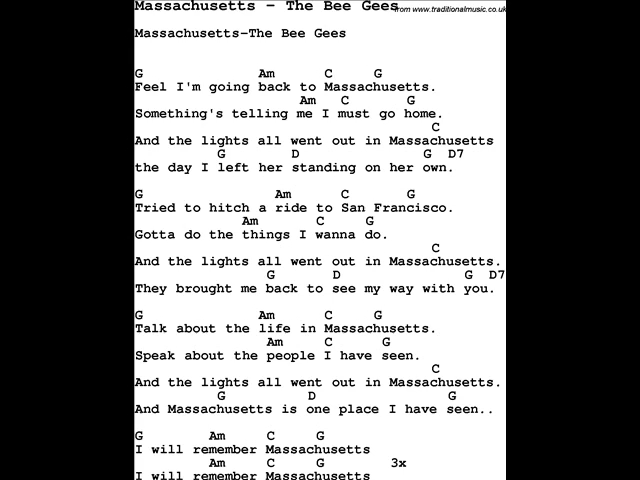 Massachusetts - The Bee Gees
from www.traditionalmusic.co.uk
Massachusetts-The Bee Gees
G Am C G
Feel I'm going back to Massachusetts.
Am C G
Something's telling me I must go home.
C
And the lights all went out in Massachusetts
G D G D7
the day I left her standing on her own.
G Am C G
Tried to hitch a ride to San Francisco.
Am C G
Gotta do the things I wanna do.
C
And the lights all went out in Massachusetts.
G D G D7
They brought me back to see my way with you.
G Am C G
Talk about the life in Massachusetts.
Am C G
Speak about the people I have seen.
C
And the lights all went out in Massachusetts.
G D G
And Massachusetts is one place I have seen..
G Am C G
I will remember Massachusetts
Am C G 3x
I will remember Massachusetts